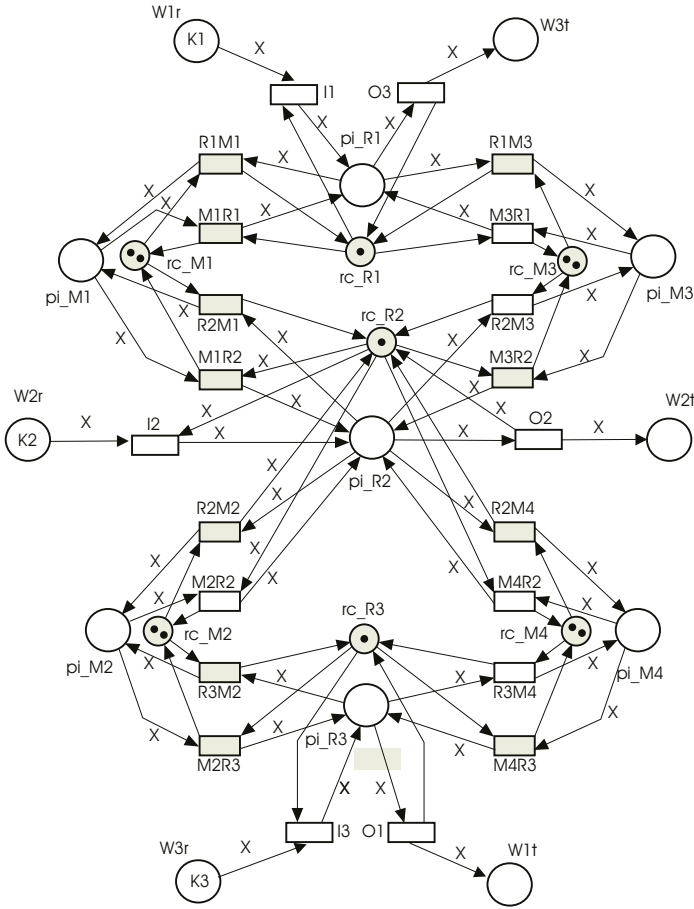 W1r
W3t
K1
X
X
I1
O3
X
X
pi_R1
R1M1
R1M3
X
X
X
X
X
M1R1
X
X
M3R1
X
rc_M1
rc_R1
rc_M3
pi_M1
pi_M3
X
R2M1
rc_R2
R2M3
X
X
X
X
M1R2
X
M3R2
X
X
X
W2r
X
X
W2t
K2
X
I2
X
X
O2
X
pi_R2
X
X
X
R2M2
R2M4
X
X
X
X
X
M2R2
X
M4R2
X
X
rc_M2
rc_R3
rc_M4
pi_M2
X
R3M2
X
X
R3M4
X
pi_M4
X
X
pi_R3
X
X
M2R3
M4R3
X
X
I3
O1
W3r
X
X
W1t
K3